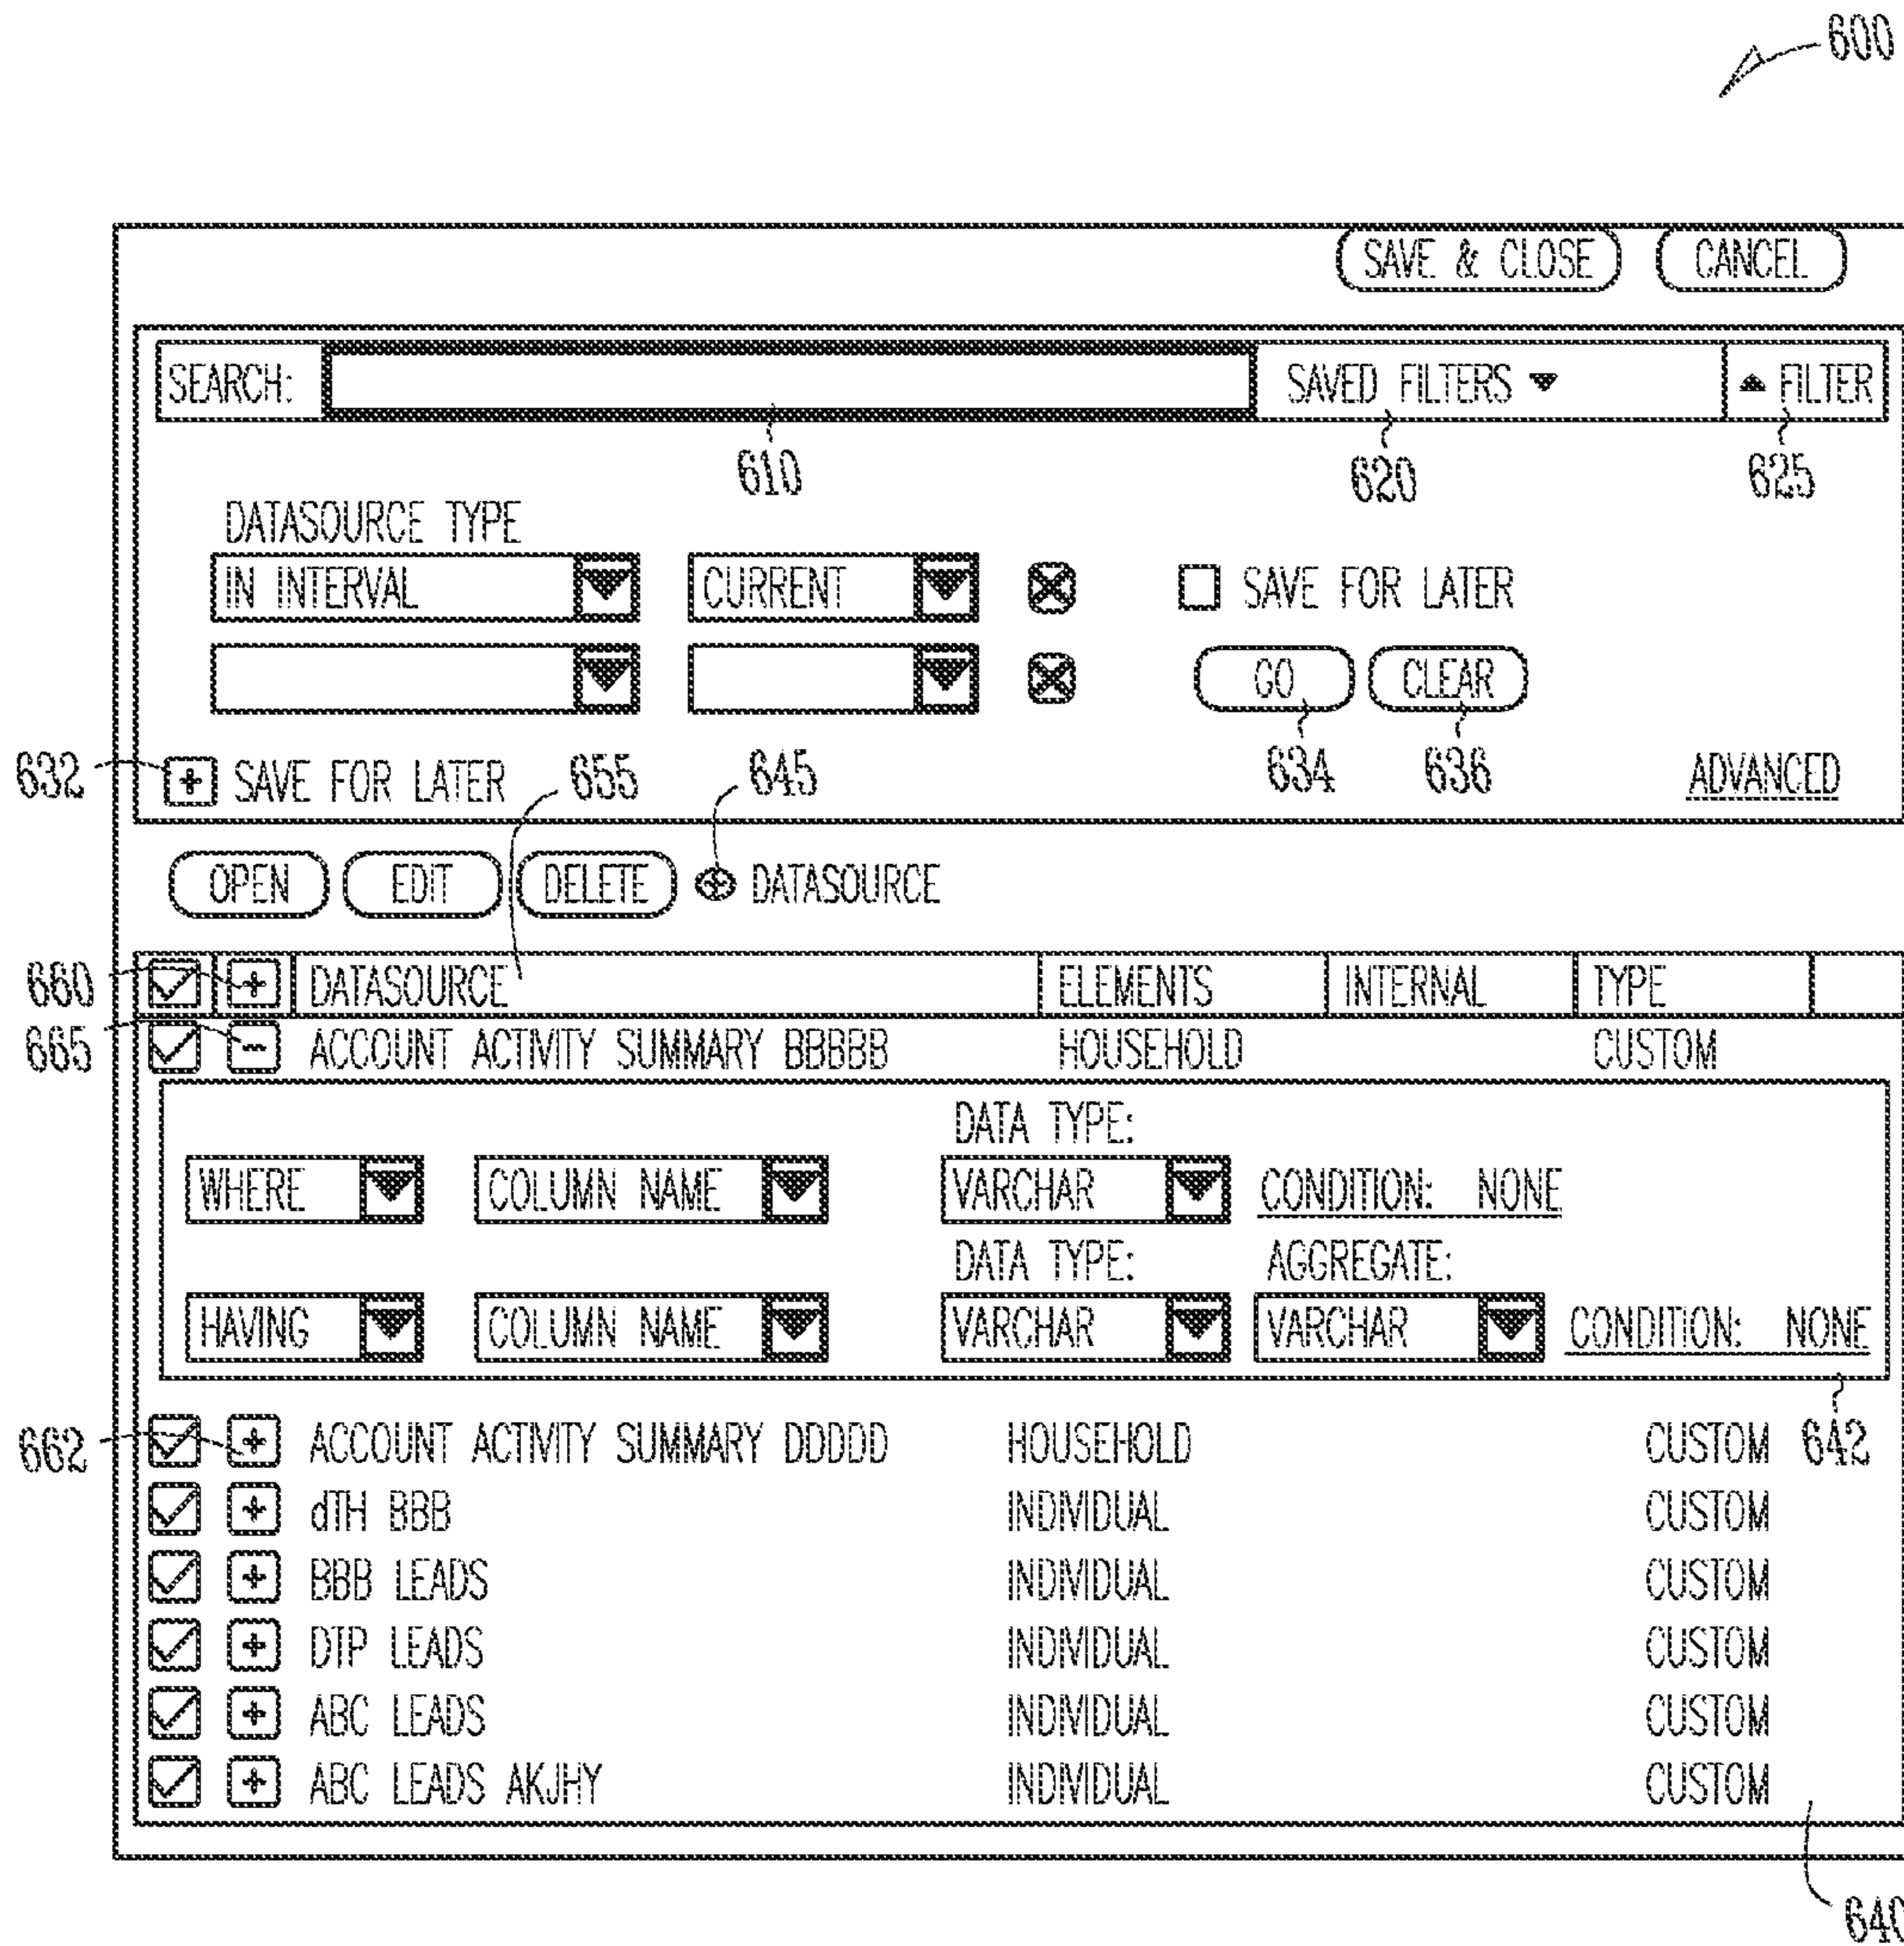 600
SAVE & CLOSE CANCEL
SEARCH: SAVED FILTERS FILTER
610 620 625
DATASOURCE TYPE
IN INTERVAL CURRENT SAVE FOR LATER
GO CLEAR
632 + SAVE FOR LATER 655 645 634 636 ADVANCED
OPEN EDIT DELETE + DATASOURCE
660 + DATASOURCE ELEMENTS INTERNAL TYPE
665 - ACCOUNT ACTIVITY SUMMARY BBBBB HOUSEHOLD CUSTOM
DATA TYPE:
WHERE COLUMN NAME VARCHAR CONDITION: NONE
DATA TYPE: AGGREGATE:
HAVING COLUMN NAME VARCHAR VARCHAR CONDITION: NONE
662 + ACCOUNT ACTIVITY SUMMARY DDDDD HOUSEHOLD CUSTOM 642
+ dTH BBB INDIVIDUAL CUSTOM
+ BBB LEADS INDIVIDUAL CUSTOM
+ DTP LEADS INDIVIDUAL CUSTOM
+ ABC LEADS INDIVIDUAL CUSTOM
+ ABC LEADS AKJHY INDIVIDUAL CUSTOM
640